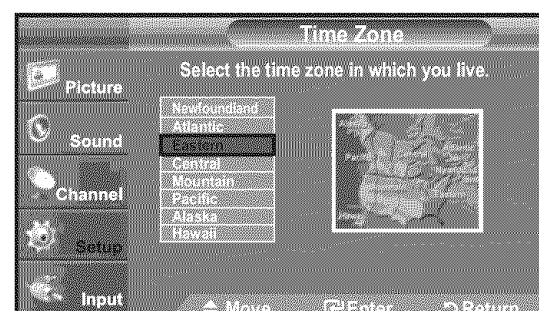 Time Zone
Select the time zone in which you live.
Picture
Sound
Channel
Setup
Input
Newfoundland
Atlantic
Eastern
Central
Mountain
Pacific
Alaska
Hawaii
Move Enter Return